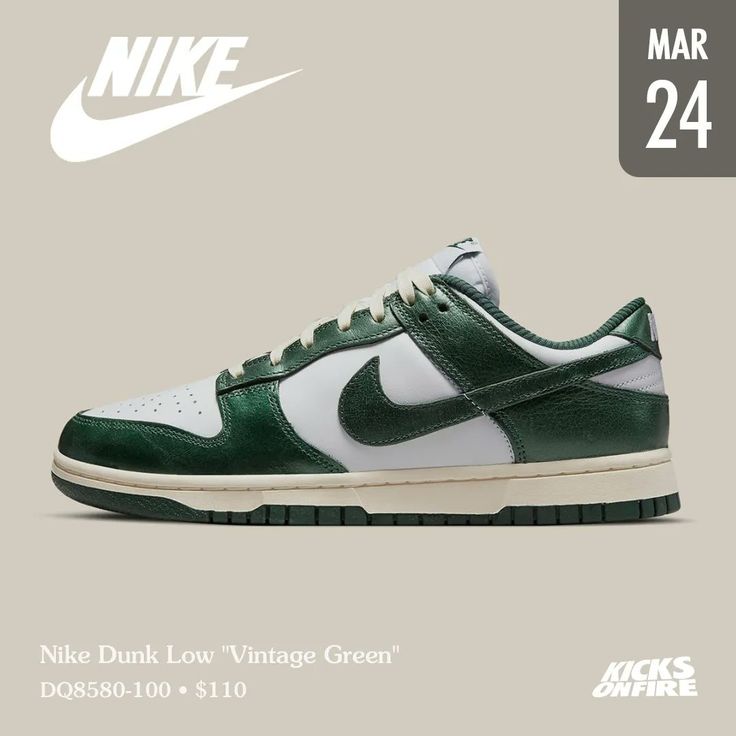 NIKE
MAR
24
Nike Dunk Low "Vintage Green"
DQ8580-100 • $110
KICKS
ONFIRE